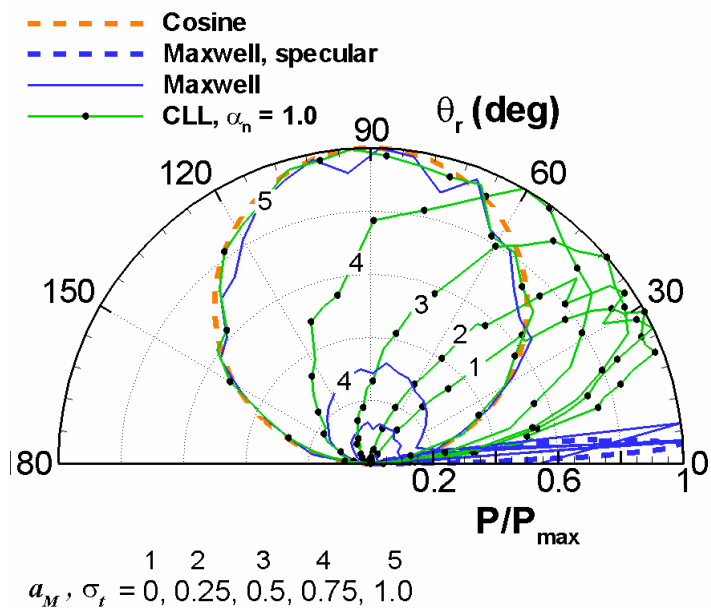 Cosine
Maxwell, specular
Maxwell
CLL, αn = 1.0
θr (deg)
90
120
60
5
150
4
30
3
2
1
4
180
0
0.2
0.6
1
P/Pmax
1 2 3 4 5
aM , σt = 0, 0.25, 0.5, 0.75, 1.0